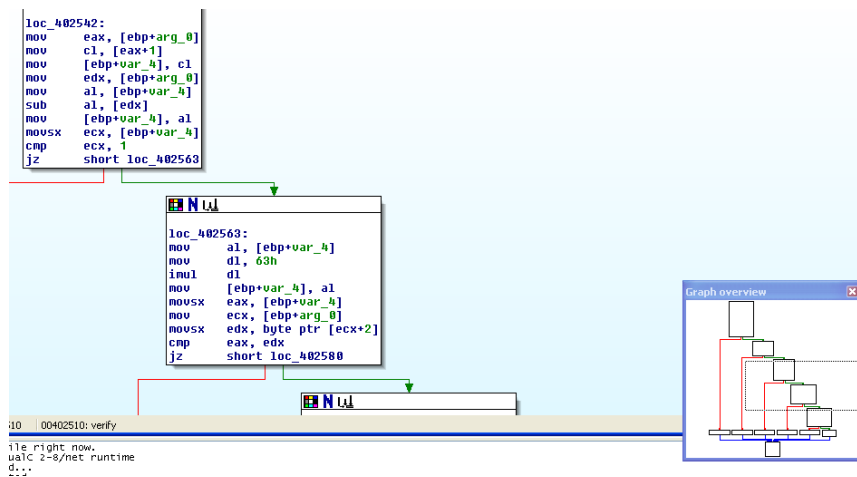 loc_402542:
mov eax, [ebp+arg_0]
mov cl, [eax+1]
mov [ebp+var_4], cl
mov edx, [ebp+arg_0]
mov al, [ebp+var_4]
sub al, [edx]
mov [ebp+var_4], al
movsx ecx, [ebp+var_4]
cmp ecx, 1
jz short loc_402563
loc_402563:
mov al, [ebp+var_4]
mov dl, 63h
imul dl
mov [ebp+var_4], al
movsx eax, [ebp+var_4]
mov ecx, [ebp+arg_0]
movsx edx, byte ptr [ecx+2]
cmp eax, edx
jz short loc_402580
Graph overview
510 00402510: verify
ile right now.
ualC 2-8/net runtime
d...